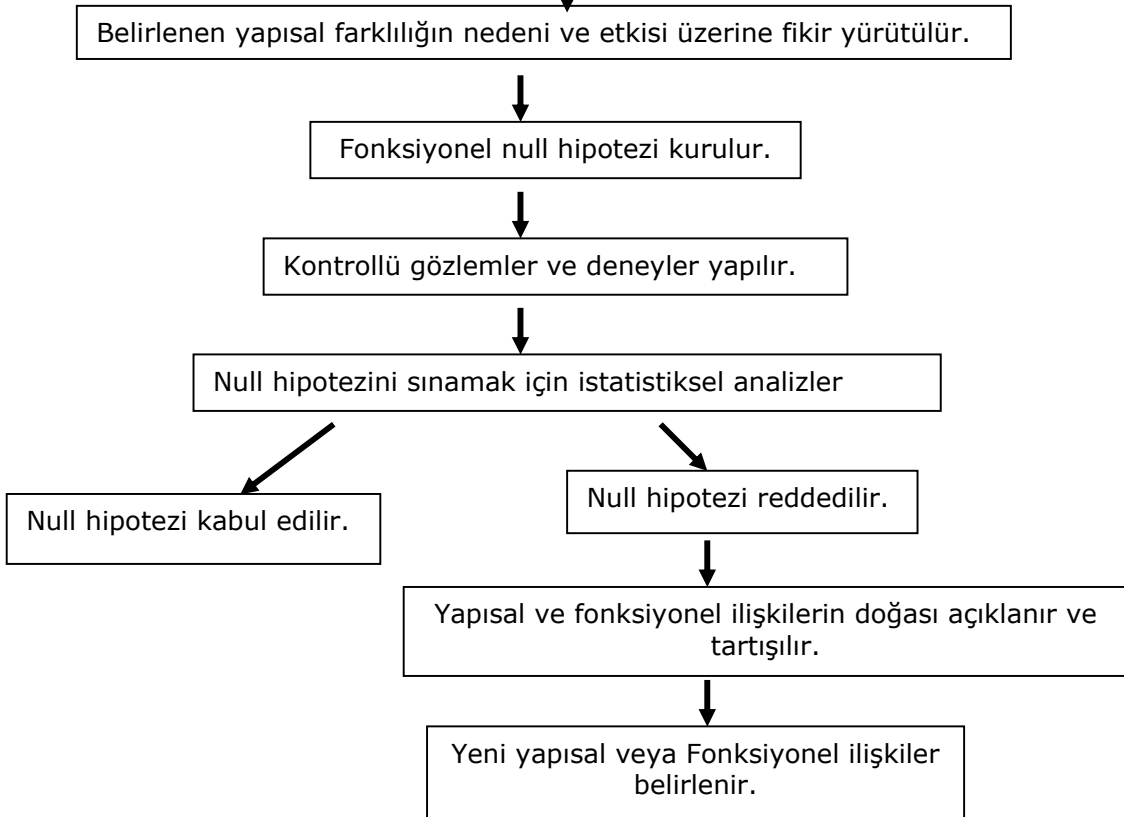 Belirlenen yapısal farklılığın nedeni ve etkisi üzerine fikir yürütülür.
Fonksiyonel null hipotezi kurulur.
Kontrollü gözlemler ve deneyler yapılır.
Null hipotezini sınamak için istatistiksel analizler
Null hipotezi kabul edilir.
Null hipotezi reddedilir.
Yapısal ve fonksiyonel ilişkilerin doğası açıklanır ve
tartışılır.
Yeni yapısal veya Fonksiyonel ilişkiler
belirlenir.